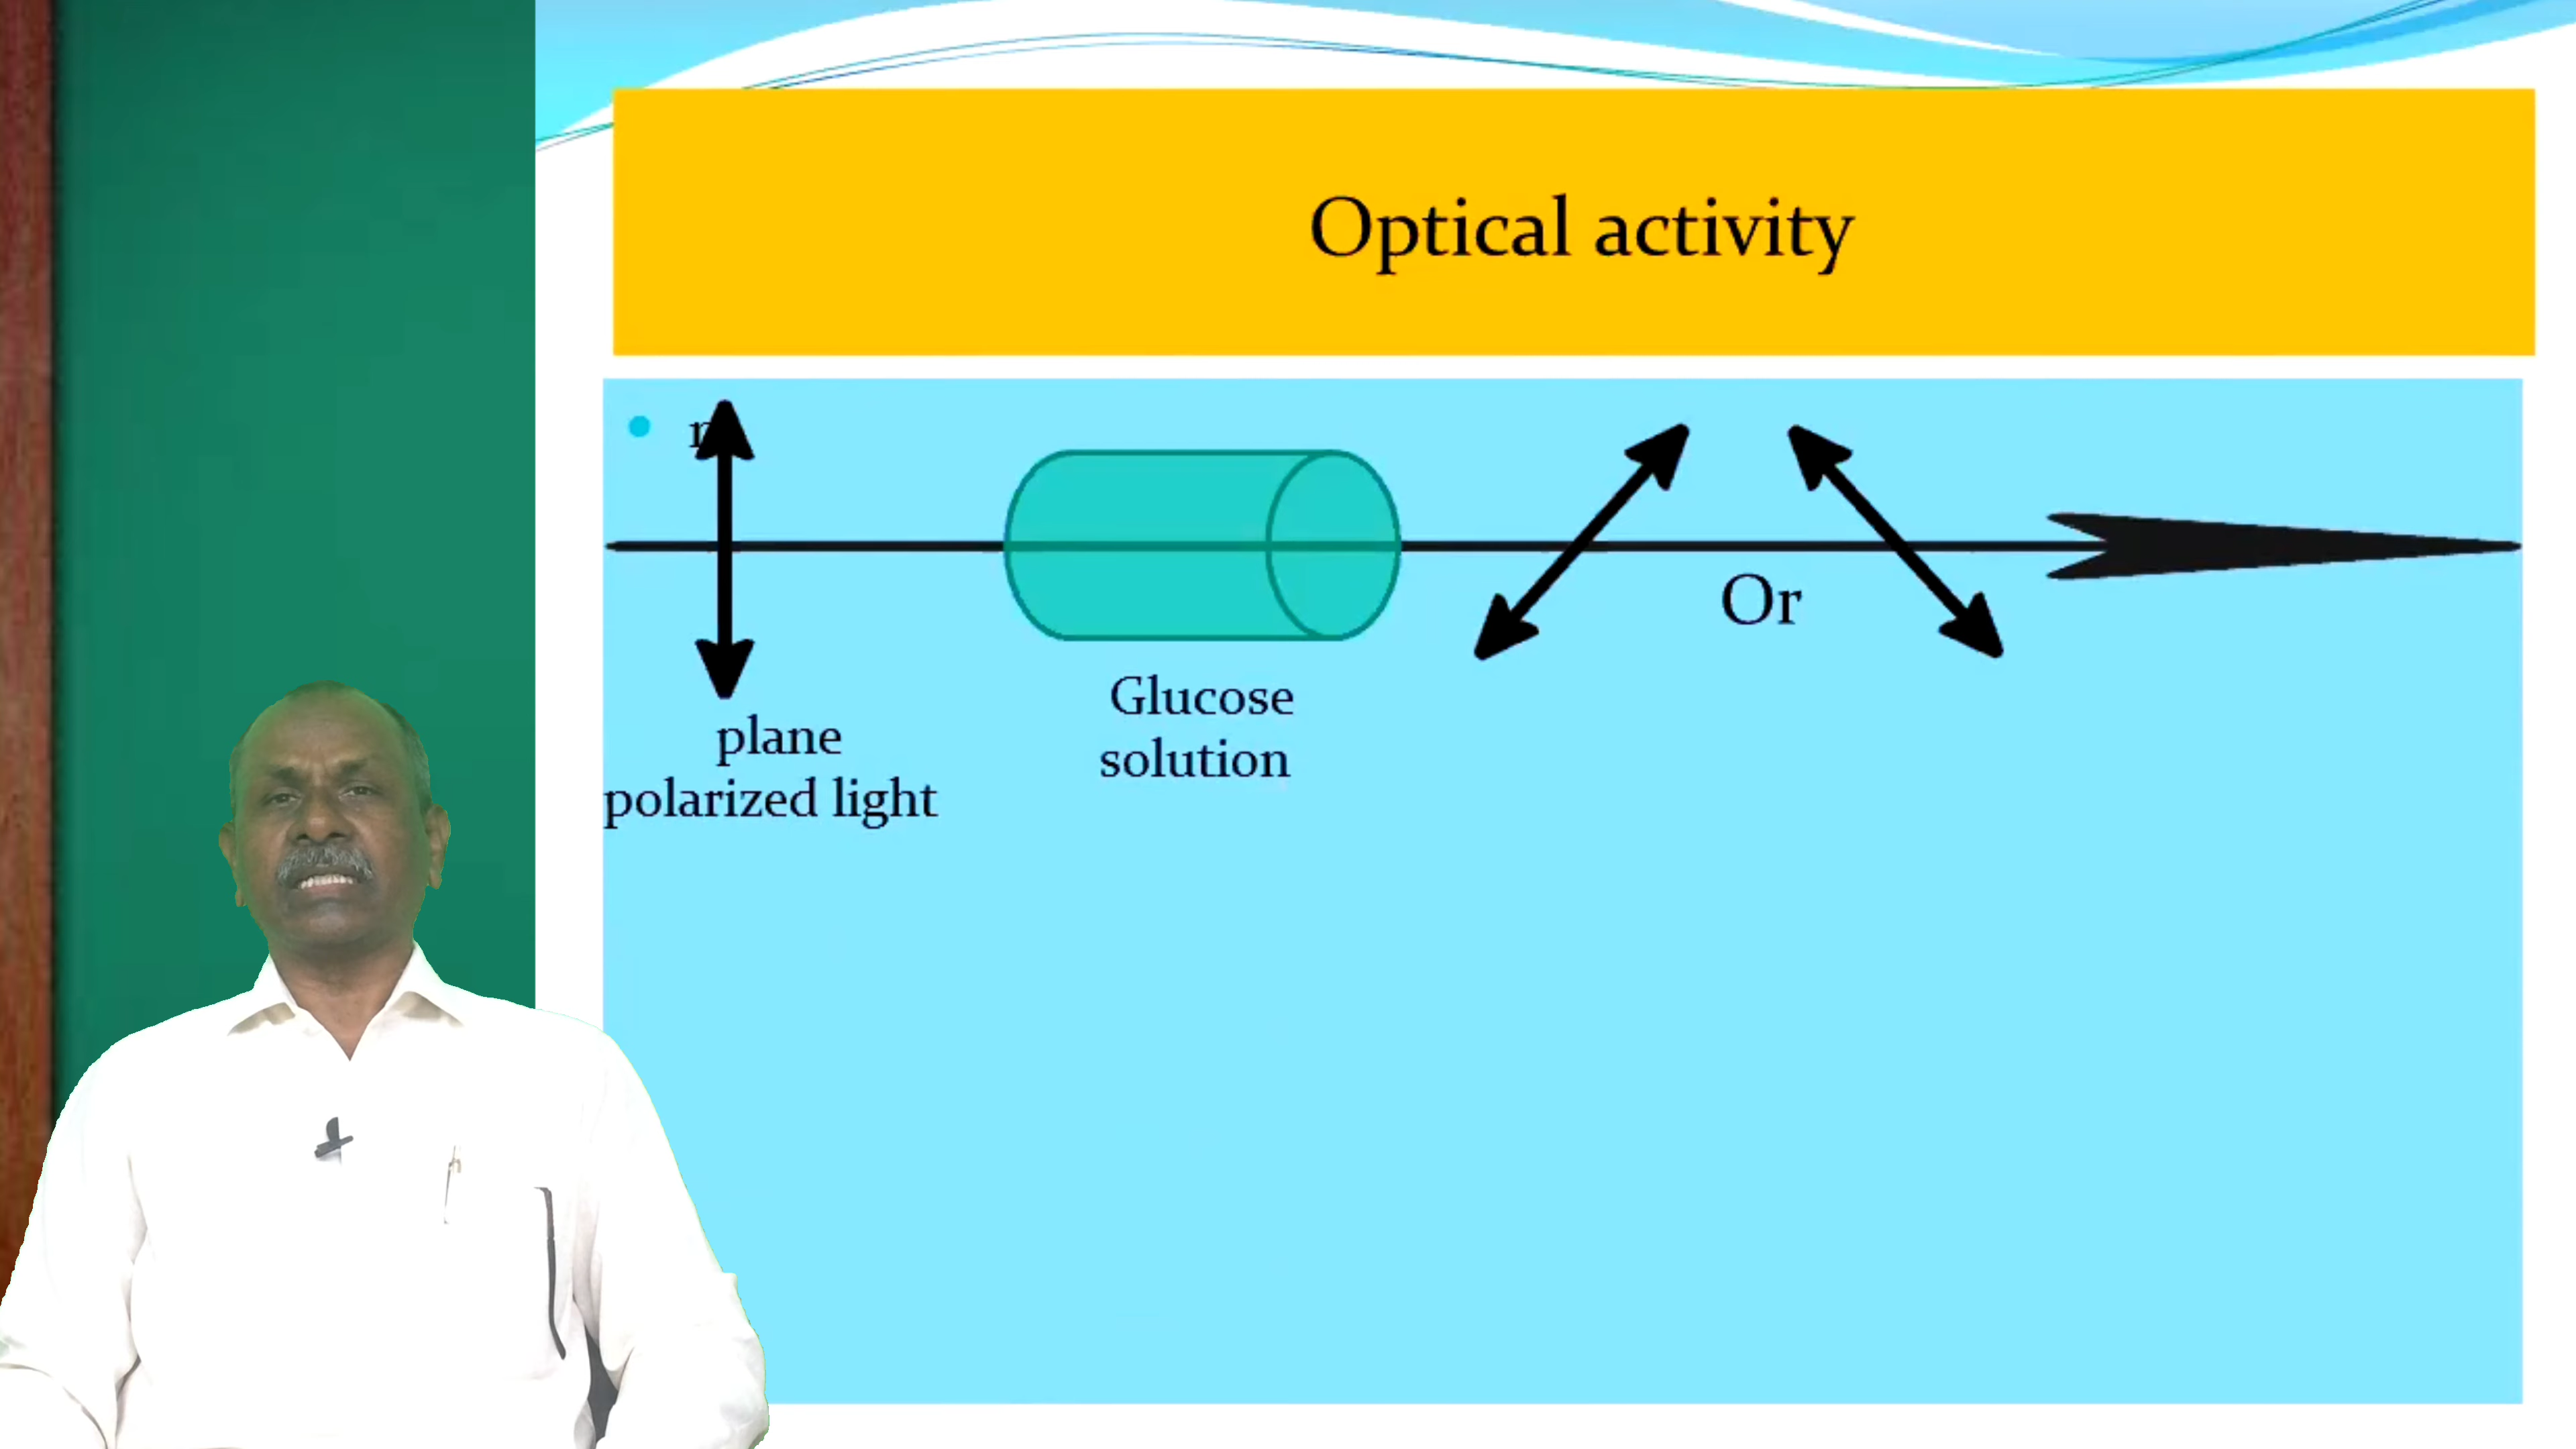 Optical activity
plane
polarized light
Glucose
solution
Or